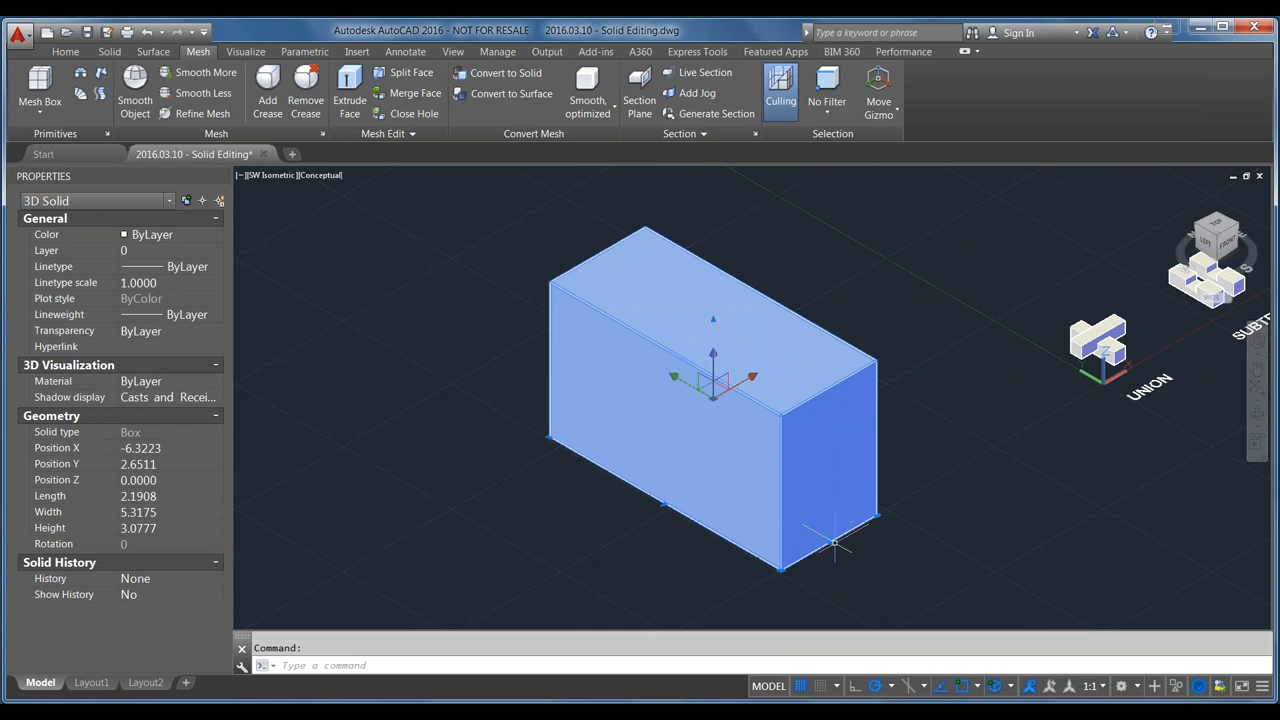 Autodesk AutoCAD 2016 - NOT FOR RESALE 2016.03.10 - Solid Editing.dwg
Type a keyword or phrase
Sign In
Home Solid Surface Mesh Visualize Parametric Insert Annotate View Manage Output Add-ins A360 Express Tools Featured Apps BIM 360 Performance
Mesh Box
Smooth Object
Smooth More
Smooth Less
Refine Mesh
Add Crease
Remove Crease
Extrude Face
Split Face
Merge Face
Close Hole
Convert to Solid
Convert to Surface
Smooth, optimized
Section Plane
Live Section
Add Jog
Generate Section
Culling
No Filter
Move Gizmo
Primitives Mesh Mesh Edit Convert Mesh Section Selection
Start 2016.03.10 - Solid Editing*
PROPERTIES
[−][SW Isometric][Conceptual]
3D Solid
General
Color ByLayer
Layer 0
Linetype ByLayer
Linetype scale 1.0000
Plot style ByColor
Lineweight ByLayer
Transparency ByLayer
Hyperlink
3D Visualization
Material ByLayer
Shadow display Casts and Recei...
Geometry
Solid type Box
Position X -6.3223
Position Y 2.6511
Position Z 0.0000
Length 2.1908
Width 5.3175
Height 3.0777
Rotation 0
Solid History
History None
Show History No
TOP
LEFT FRONT
S
Z
UNION
Command:
Type a command
Model Layout1 Layout2
MODEL 1:1